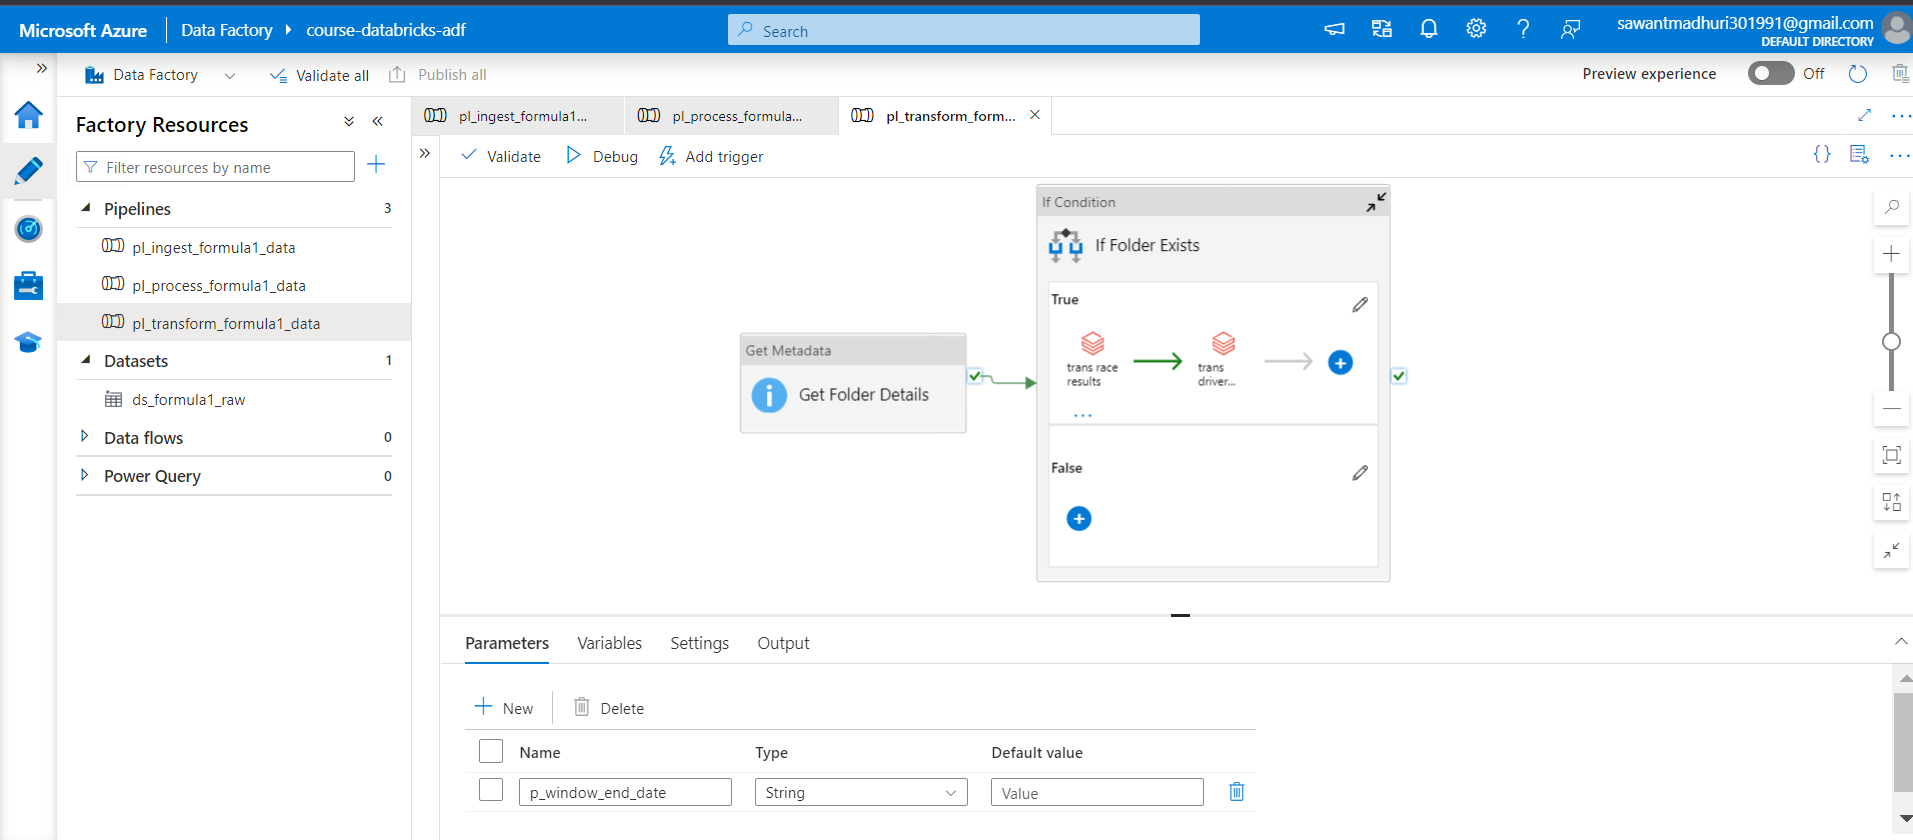 Microsoft Azure
Data Factory
course-databricks-adf
Search
sawantmadhuri301991@gmail.com
DEFAULT DIRECTORY
Data Factory
Validate all
Publish all
Preview experience
Off
Factory Resources
Filter resources by name
Pipelines 3
pl_ingest_formula1_data
pl_process_formula1_data
pl_transform_formula1_data
Datasets 1
ds_formula1_raw
Data flows 0
Power Query 0
pl_ingest_formula1...
pl_process_formula...
pl_transform_form...
Validate
Debug
Add trigger
Get Metadata
Get Folder Details
If Condition
If Folder Exists
True
trans race
results
trans
driver...
...
False
Parameters Variables Settings Output
New
Delete
Name Type Default value
p_window_end_date String Value